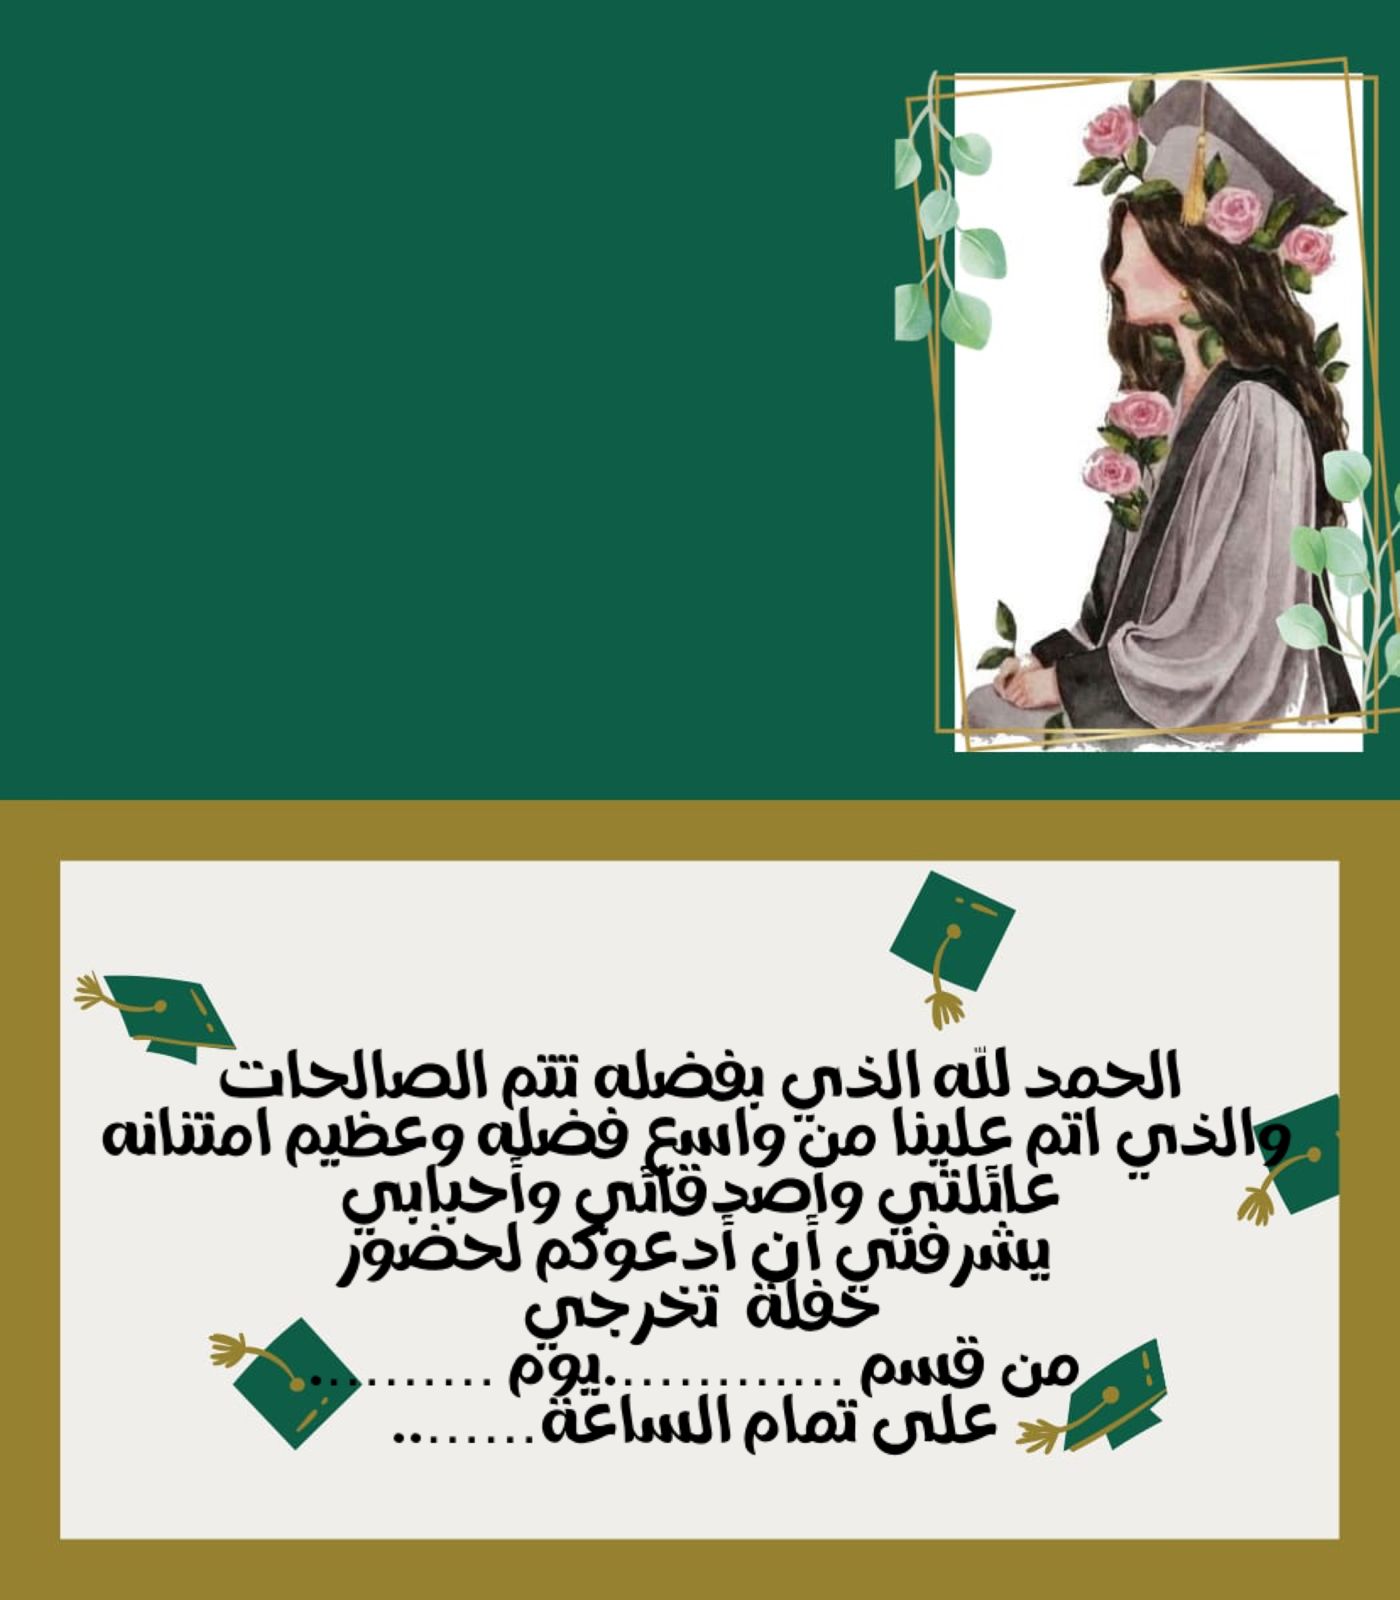 الحمد لله الذي بفضله تتم الصالحات
والذي اتم علينا من واسع فضله وعظيم امتنانه
عائلتي وأصدقائي وأحبابي
يشرفني أن أدعوكم لحضور
حفلة تخرجي
من قسم ..............يوم ...........
على تمام الساعة........